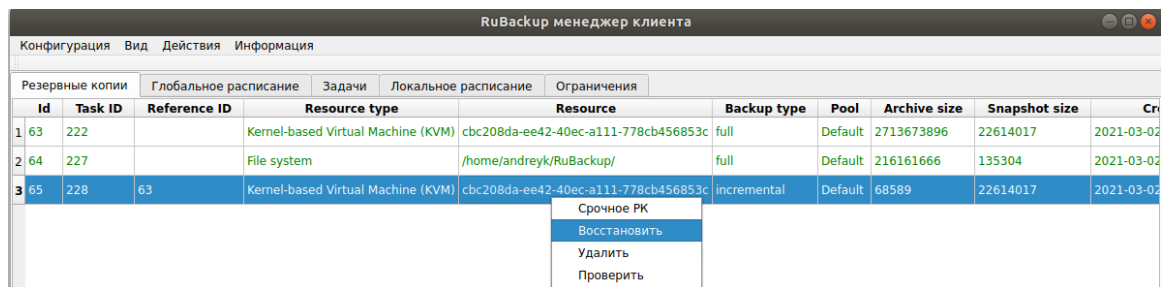 RuBackup менеджер клиента
Конфигурация Вид Действия Информация
Резервные копии Глобальное расписание Задачи Локальное расписание Ограничения
Id Task ID Reference ID Resource type Resource Backup type Pool Archive size Snapshot size Cr
1 63 222 Kernel-based Virtual Machine (KVM) cbc208da-ee42-40ec-a111-778cb456853c full Default 2713673896 22614017 2021-03-02
2 64 227 File system /home/andreyk/RuBackup/ full Default 216161666 135304 2021-03-02
3 65 228 63 Kernel-based Virtual Machine (KVM) cbc208da-ee42-40ec-a111-778cb456853c incremental Default 68589 22614017 2021-03-02
Срочное РК
Восстановить
Удалить
Проверить